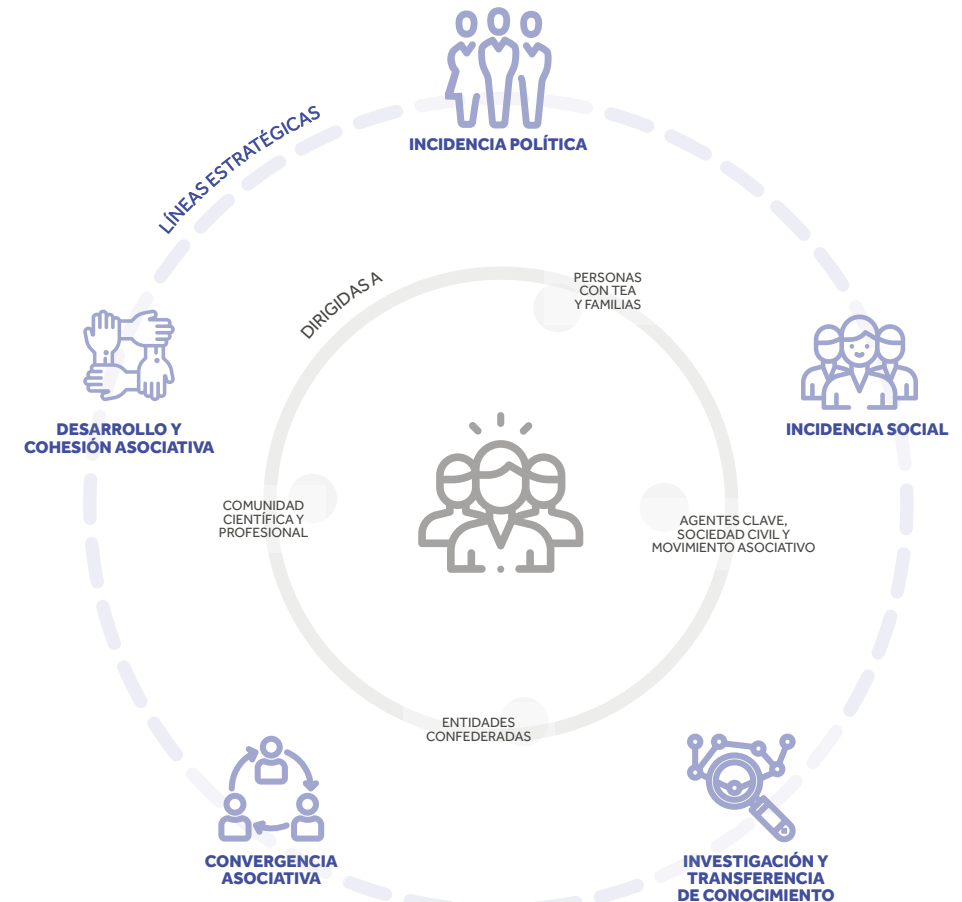 INCIDENCIA POLÍTICA
LÍNEAS ESTRATÉGICAS
DIRIGIDAS A
PERSONAS
CON TEA
Y FAMILIAS
DESARROLLO Y
COHESIÓN ASOCIATIVA
INCIDENCIA SOCIAL
COMUNIDAD
CIENTÍFICA Y
PROFESIONAL
AGENTES CLAVE,
SOCIEDAD CIVIL Y
MOVIMIENTO ASOCIATIVO
ENTIDADES
CONFEDERADAS
CONVERGENCIA
ASOCIATIVA
INVESTIGACIÓN Y
TRANSFERENCIA
DE CONOCIMIENTO